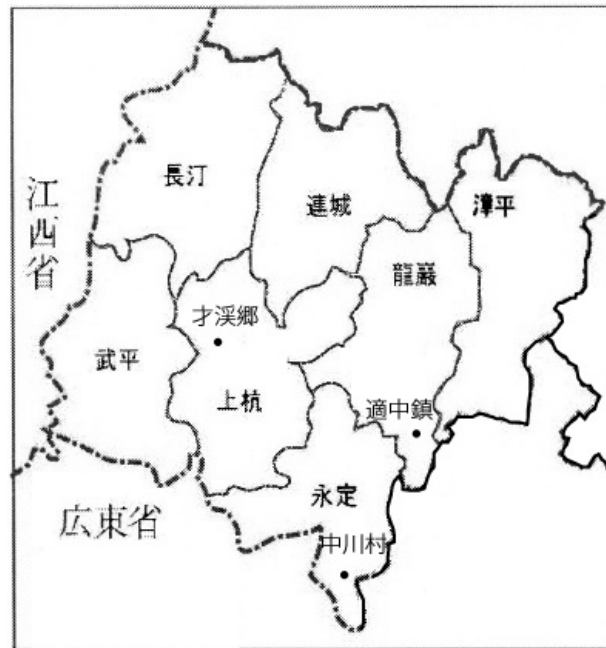 長汀
連城
漳平
江西省
龍巖
才渓郷
武平
上杭
適中鎮
永定
広東省
中川村